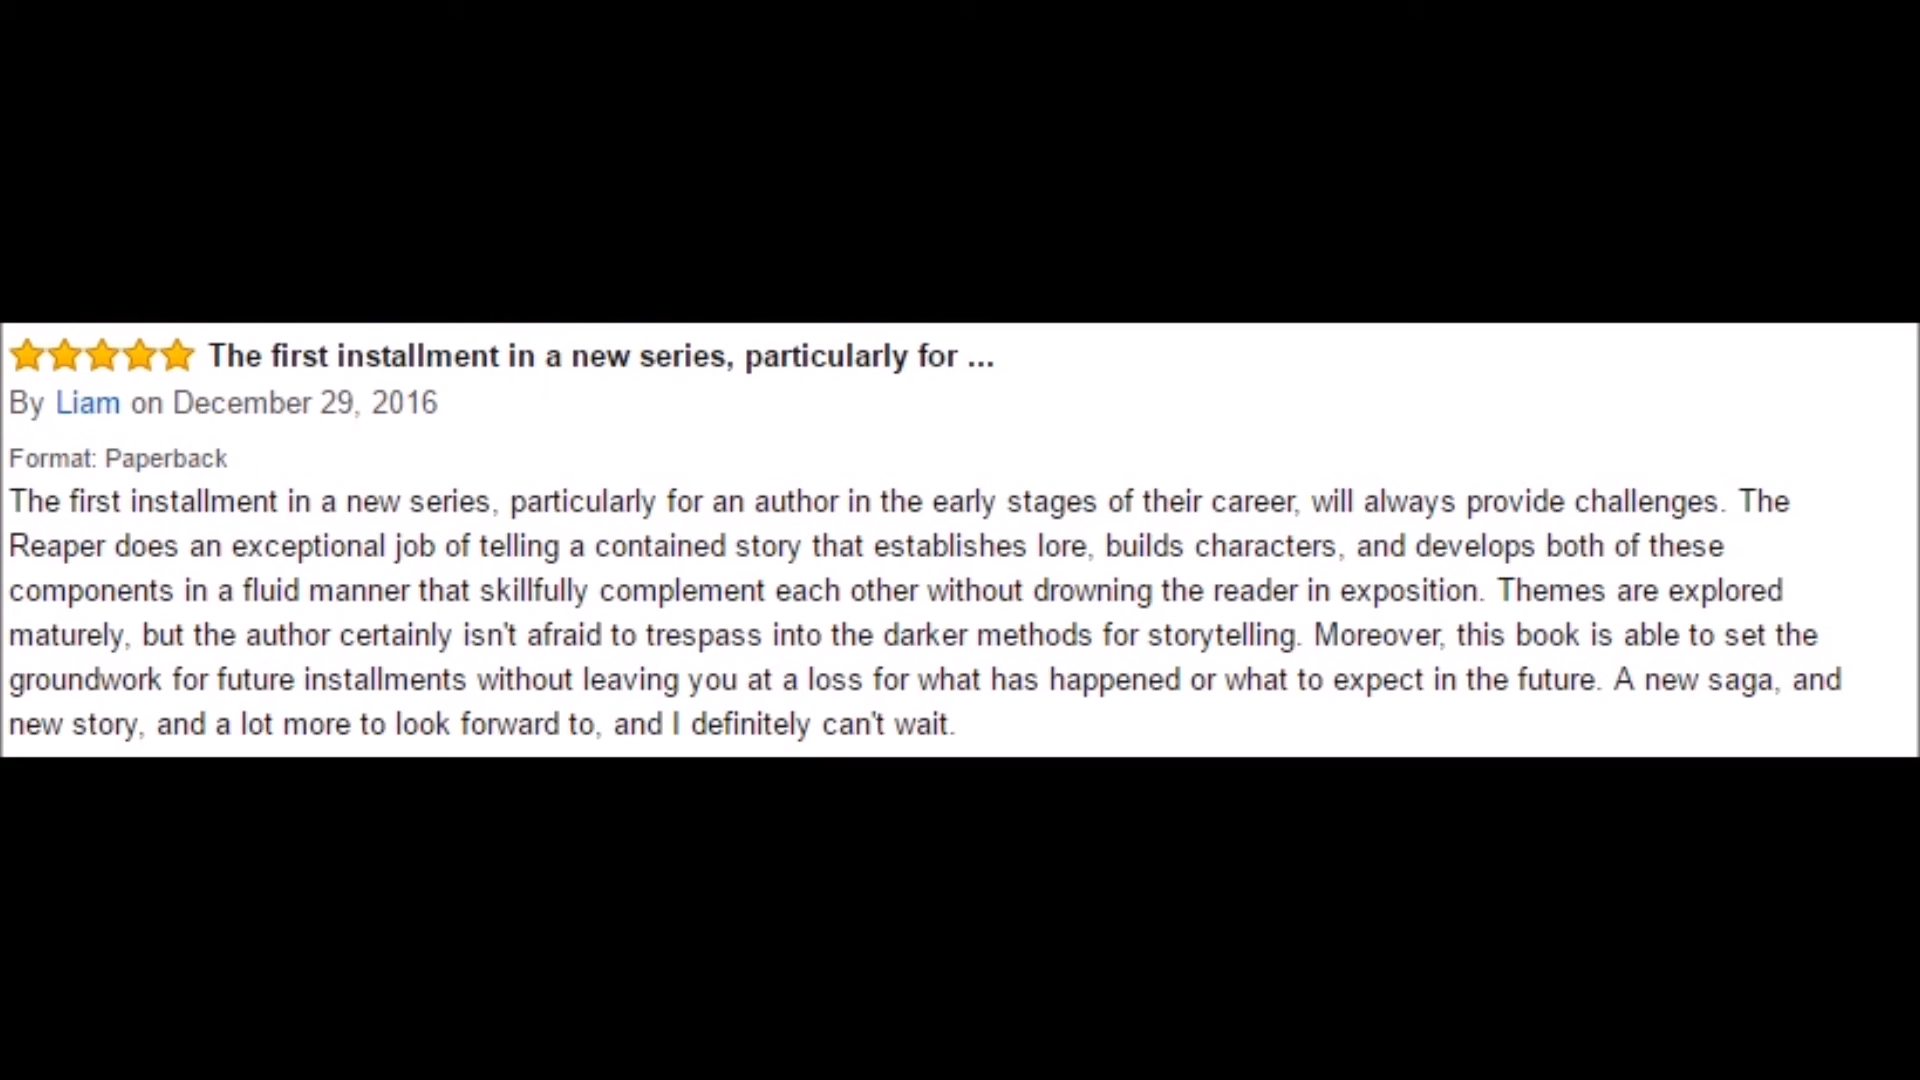 The first installment in a new series, particularly for ...
By Liam on December 29, 2016
Format: Paperback
The first installment in a new series, particularly for an author in the early stages of their career, will always provide challenges. The
Reaper does an exceptional job of telling a contained story that establishes lore, builds characters, and develops both of these
components in a fluid manner that skillfully complement each other without drowning the reader in exposition. Themes are explored
maturely, but the author certainly isn't afraid to trespass into the darker methods for storytelling. Moreover, this book is able to set the
groundwork for future installments without leaving you at a loss for what has happened or what to expect in the future. A new saga, and
new story, and a lot more to look forward to, and I definitely can't wait.